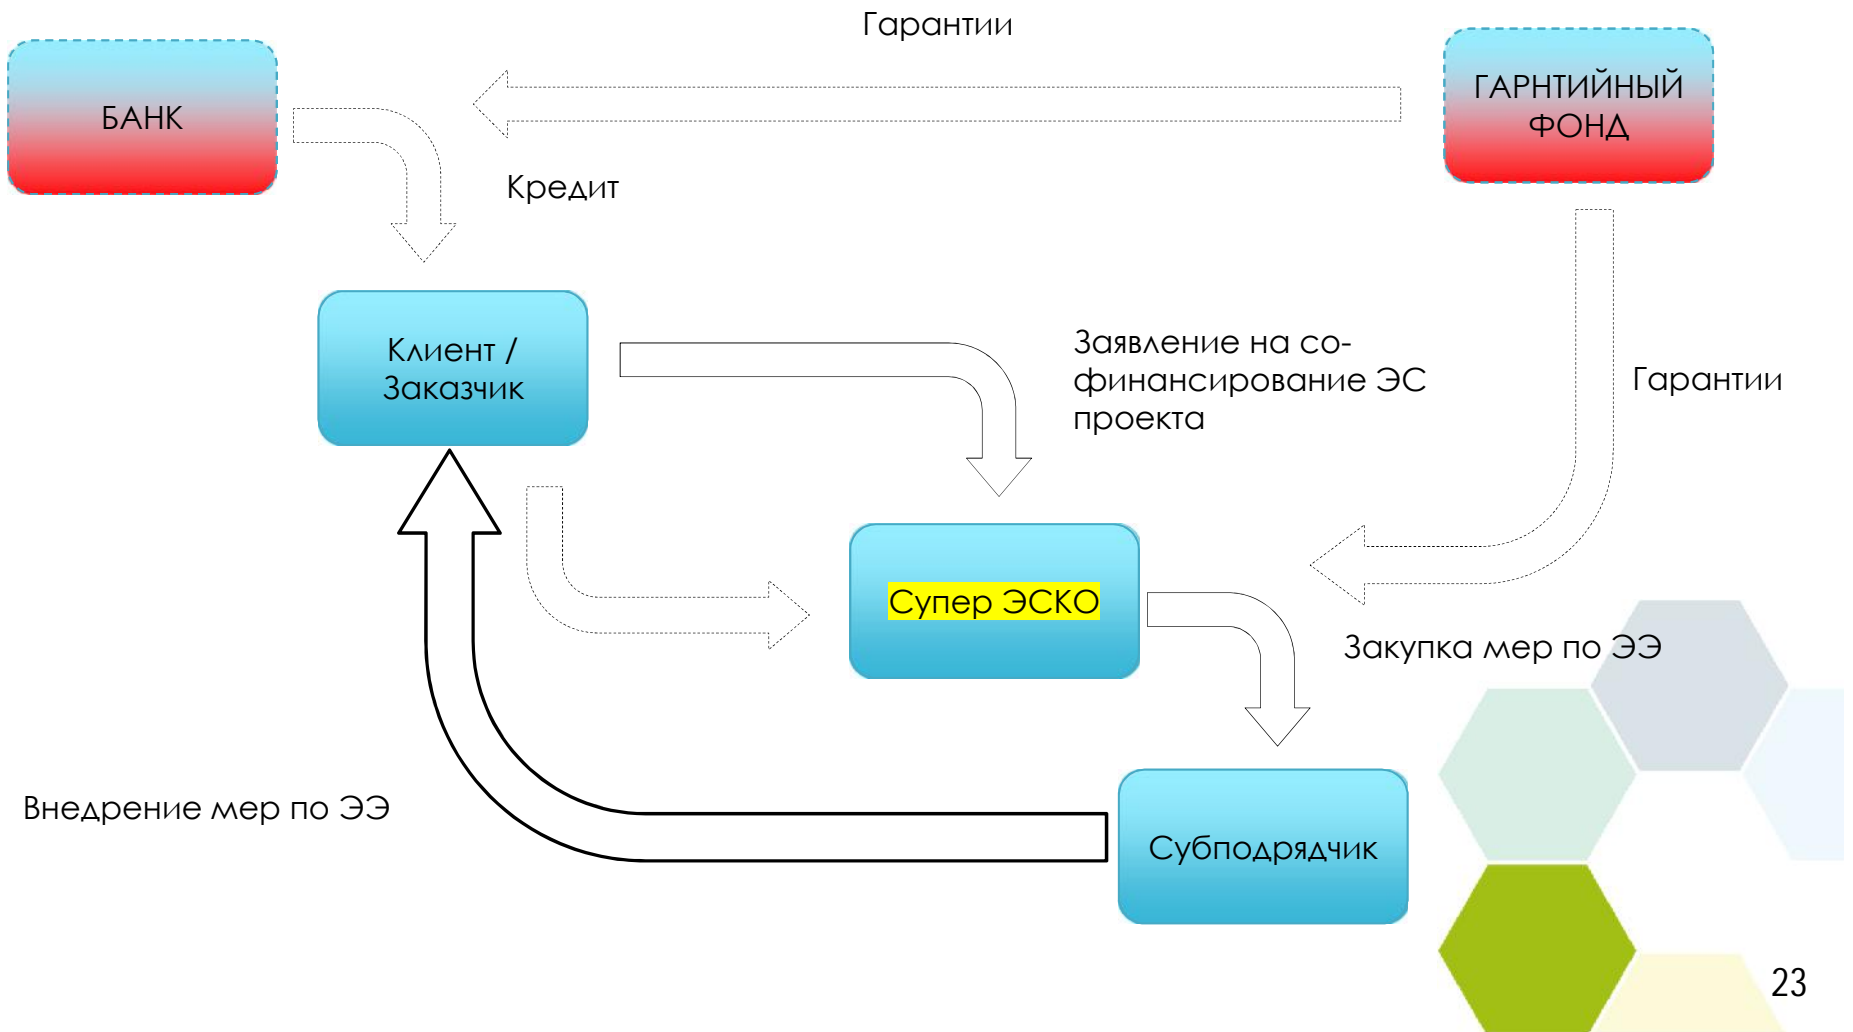 Гарантии
БАНК
ГАРНТИЙНЫЙ
ФОНД
Кредит
Клиент /
Заказчик
Заявление на со-
финансирование ЭС
проекта
Гарантии
Супер ЭСКО
Закупка мер по ЭЭ
Внедрение мер по ЭЭ
Субподрядчик
23